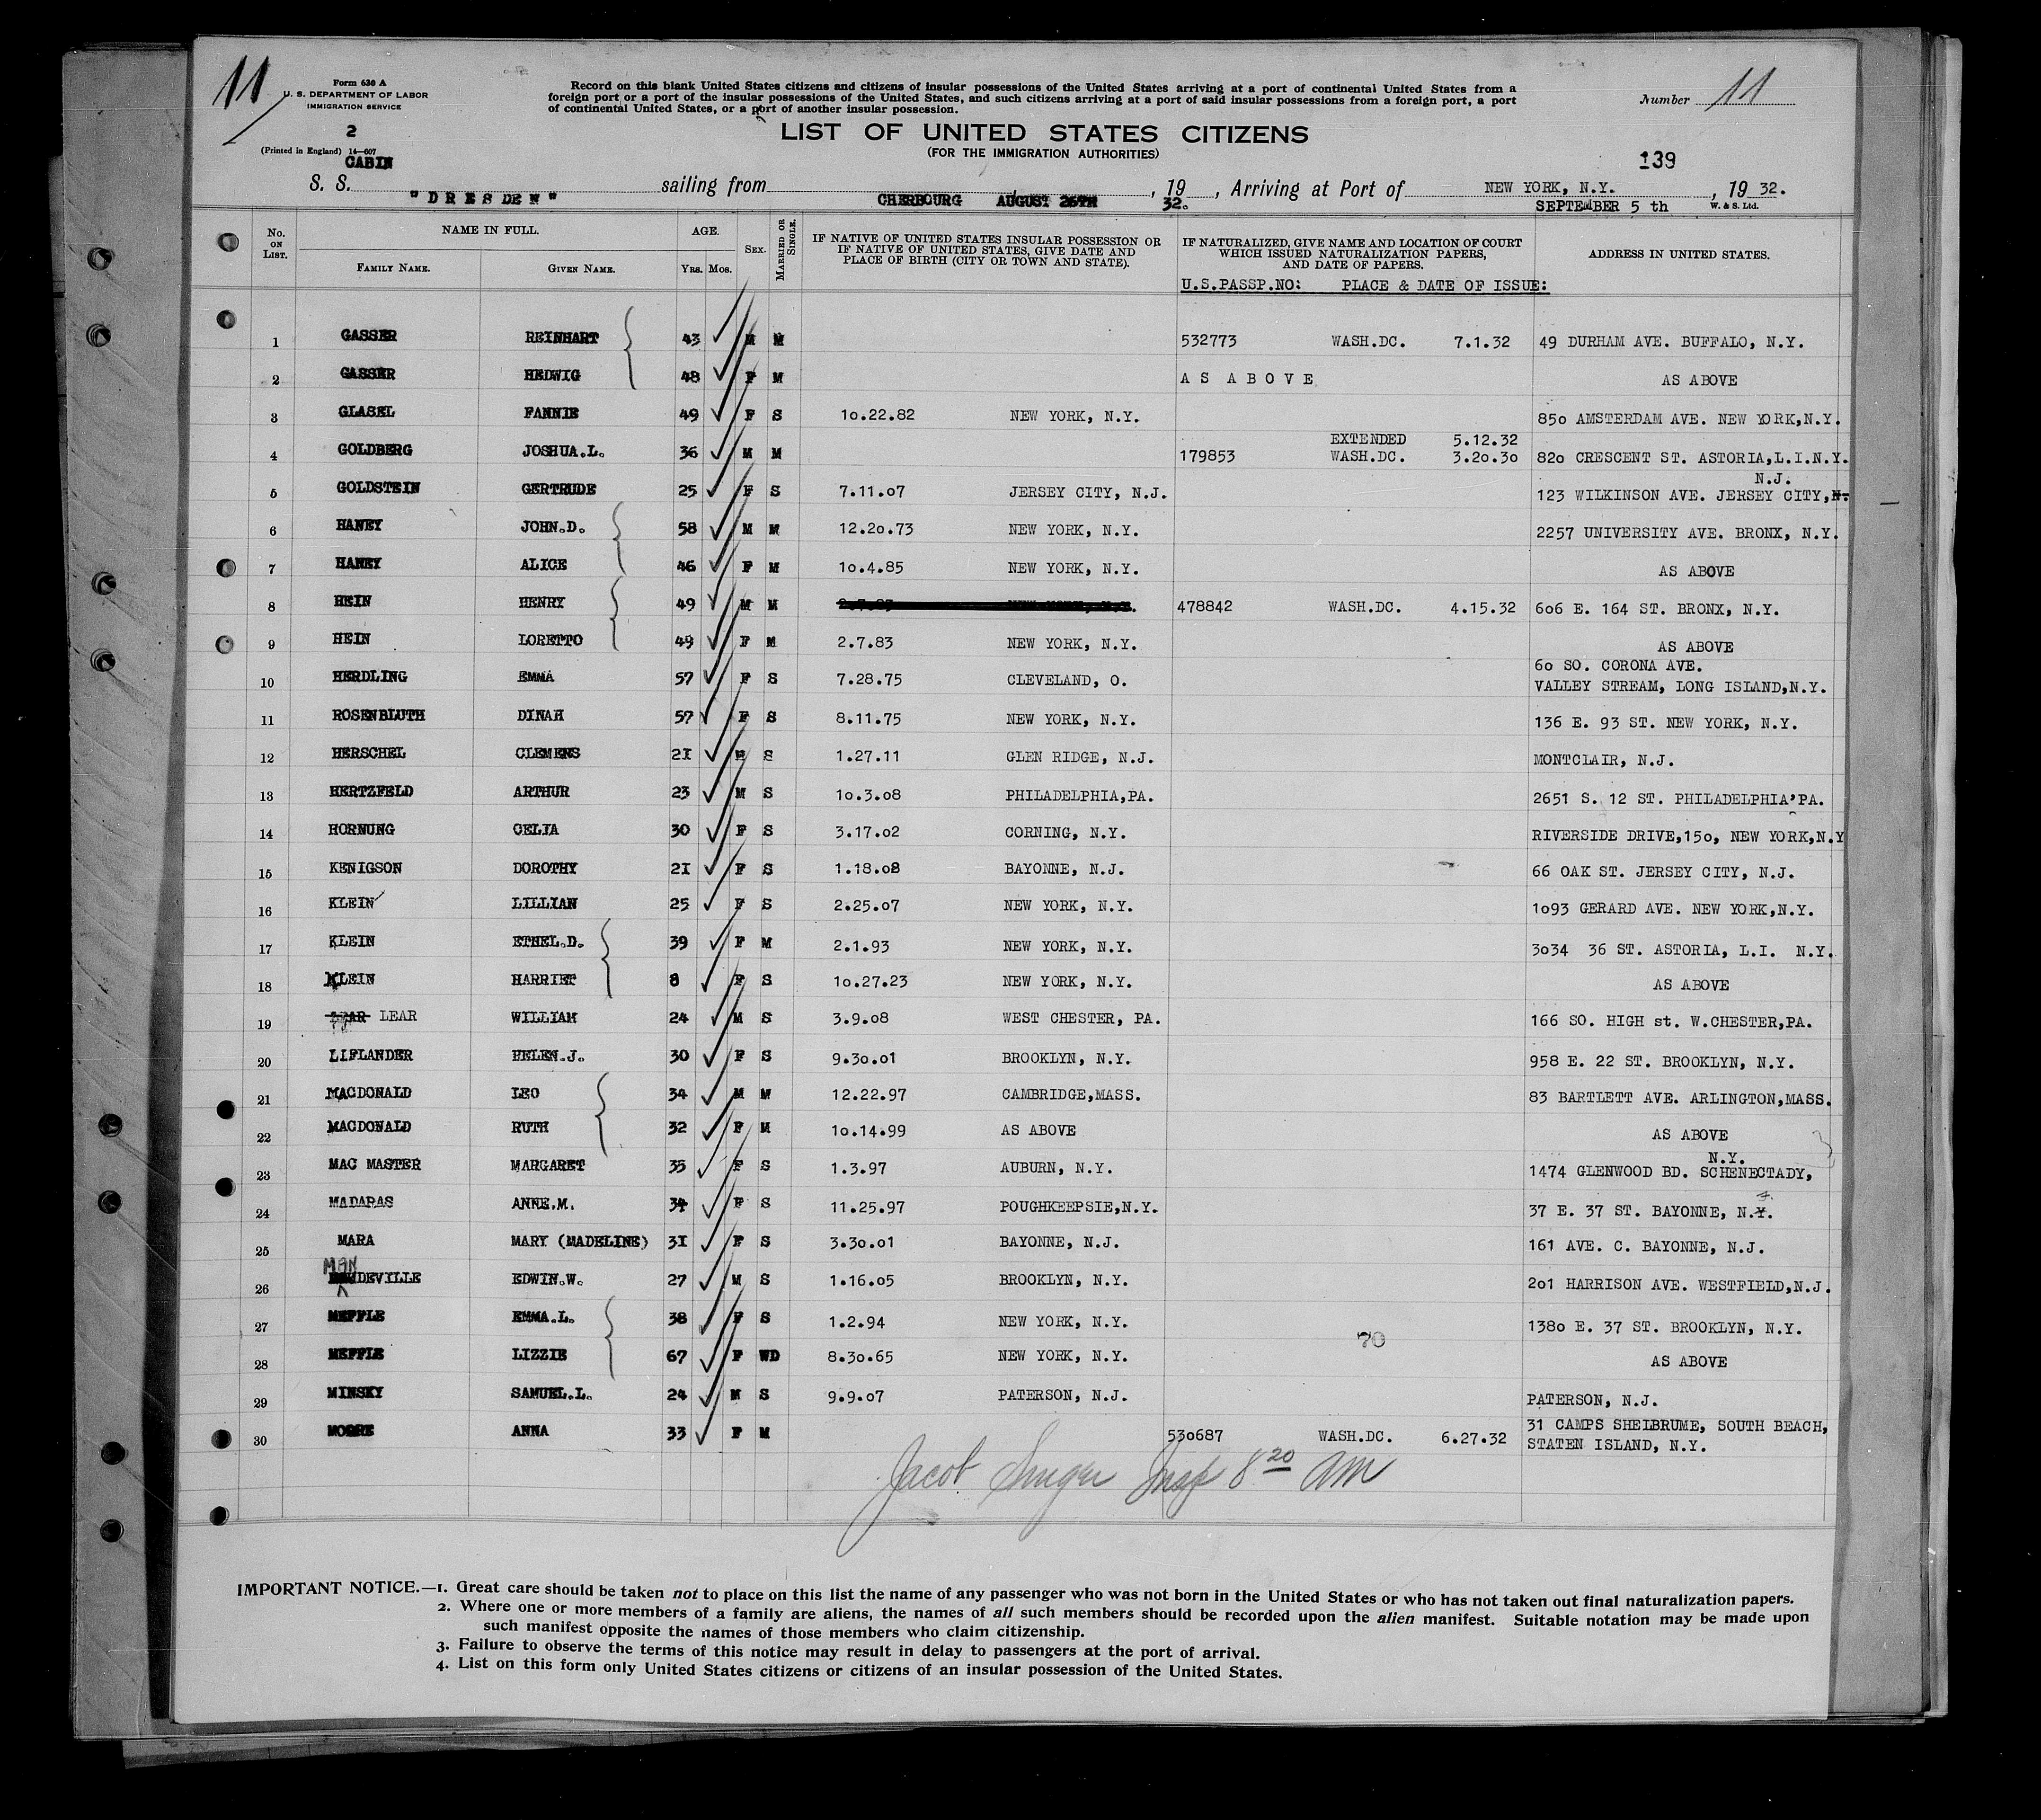 11
Form 630 A
U. S. DEPARTMENT OF LABOR
IMMIGRATION SERVICE
2
(Printed in England) 14—607
CABIN
Record on this blank United States citizens and citizens of insular possessions of the United States arriving at a port of continental United States from a
foreign port or a port of the insular possessions of the United States, and such citizens arriving at a port of said insular possessions from a foreign port, a port
of continental United States, or a port of another insular possession.
Number 11
LIST OF UNITED STATES CITIZENS
(FOR THE IMMIGRATION AUTHORITIES)
139
S. S. "DRESDEN" sailing from CHERBOURG AUGUST 26TH, 19 32., Arriving at Port of NEW YORK, N.Y., 19 32.
SEPTEMBER 5 th W. & S. Ltd.
No. ON LIST. NAME IN FULL. AGE. SEX. MARRIED OR SINGLE. IF NATIVE OF UNITED STATES INSULAR POSSESSION OR IF NATIVE OF UNITED STATES, GIVE DATE AND PLACE OF BIRTH (CITY OR TOWN AND STATE). IF NATURALIZED, GIVE NAME AND LOCATION OF COURT WHICH ISSUED NATURALIZATION PAPERS, AND DATE OF PAPERS. ADDRESS IN UNITED STATES.
FAMILY NAME. GIVEN NAME. YRS. MOS.
U.S.PASSP.NO: PLACE & DATE OF ISSUE:
1 GASSER REINHART 43 M M 532773 WASH.DC. 7.1.32 49 DURHAM AVE. BUFFALO, N.Y.
2 GASSER HEDWIG 48 F M AS ABOVE AS ABOVE
3 GLASEL FANNIE 49 F S 10.22.82 NEW YORK, N.Y. 850 AMSTERDAM AVE. NEW YORK,N.Y.
EXTENDED 5.12.32
4 GOLDBERG JOSHUA.L. 36 M M 179853 WASH.DC. 3.20.30 820 CRESCENT ST. ASTORIA,L.I.N.Y.
N.J.
5 GOLDSTEIN GERTRUDE 25 F S 7.11.07 JERSEY CITY, N.J. 123 WILKINSON AVE. JERSEY CITY,N.
6 HANEY JOHN.D. 58 M M 12.20.73 NEW YORK, N.Y. 2257 UNIVERSITY AVE. BRONX, N.Y.
7 HANEY ALICE 46 F M 10.4.85 NEW YORK, N.Y. AS ABOVE
8 HEIN HENRY 49 M M 478842 WASH.DC. 4.15.32 606 E. 164 ST. BRONX, N.Y.
9 HEIN LORETTO 49 F M 2.7.83 NEW YORK, N.Y. AS ABOVE
60 SO. CORONA AVE.
10 HERDLING EMMA 57 F S 7.28.75 CLEVELAND, O. VALLEY STREAM, LONG ISLAND,N.Y.
11 ROSENBLUTH DINAH 57 F S 8.11.75 NEW YORK, N.Y. 136 E. 93 ST. NEW YORK, N.Y.
12 HERSCHEL CLEMENS 21 M S 1.27.11 GLEN RIDGE, N.J. MONTCLAIR, N.J.
13 HERTZFELD ARTHUR 23 M S 10.3.08 PHILADELPHIA,PA. 2651 S. 12 ST. PHILADELPHIA'PA.
14 HORNUNG CELIA 30 F S 3.17.02 CORNING, N.Y. RIVERSIDE DRIVE,150, NEW YORK,N.Y
15 KENIGSON DOROTHY 21 F S 1.18.08 BAYONNE, N.J. 66 OAK ST. JERSEY CITY, N.J.
16 KLEIN LILLIAN 25 F S 2.25.07 NEW YORK, N.Y. 1093 GERARD AVE. NEW YORK,N.Y.
17 KLEIN ETHEL.D. 39 F M 2.1.93 NEW YORK, N.Y. 3034 36 ST. ASTORIA, L.I. N.Y.
18 KLEIN HARRIET 8 F S 10.27.23 NEW YORK, N.Y. AS ABOVE
19 LEAR WILLIAM 24 M S 3.9.08 WEST CHESTER, PA. 166 SO. HIGH st. W.CHESTER,PA.
20 LIFLANDER HELEN.J. 30 F S 9.30.01 BROOKLYN, N.Y. 958 E. 22 ST. BROOKLYN, N.Y.
21 MACDONALD LEO 34 M M 12.22.97 CAMBRIDGE,MASS. 83 BARTLETT AVE. ARLINGTON,MASS.
22 MACDONALD RUTH 32 F M 10.14.99 AS ABOVE AS ABOVE
N.Y.
23 MAC MASTER MARGARET 35 F S 1.3.97 AUBURN, N.Y. 1474 GLENWOOD BD. SCHENECTADY,
24 MADARAS ANNE.M. 34 F S 11.25.97 POUGHKEEPSIE,N.Y. 37 E. 37 ST. BAYONNE, N.J.
25 MARA MARY (MADELINE) 31 F S 3.30.01 BAYONNE, N.J. 161 AVE. C. BAYONNE, N.J.
26 MANDEVILLE EDWIN.W. 27 M S 1.16.05 BROOKLYN, N.Y. 201 HARRISON AVE. WESTFIELD,N.J.
27 MEFFLE EMMA.L. 38 F S 1.2.94 NEW YORK, N.Y. 1380 E. 37 ST. BROOKLYN, N.Y.
70
28 MEFFLE LIZZIE 67 F WD 8.30.65 NEW YORK, N.Y. AS ABOVE
29 MINSKY SAMUEL.L. 24 M S 9.9.07 PATERSON, N.J. PATERSON, N.J.
30 MOORE ANNA 33 F M 530687 WASH.DC. 6.27.32 31 CAMPS SHELBRUME, SOUTH BEACH,
STATEN ISLAND, N.Y.
Jacob Singer Insp 8 20 AM
IMPORTANT NOTICE.—1. Great care should be taken not to place on this list the name of any passenger who was not born in the United States or who has not taken out final naturalization papers.
2. Where one or more members of a family are aliens, the names of all such members should be recorded upon the alien manifest. Suitable notation may be made upon
such manifest opposite the names of those members who claim citizenship.
3. Failure to observe the terms of this notice may result in delay to passengers at the port of arrival.
4. List on this form only United States citizens or citizens of an insular possession of the United States.